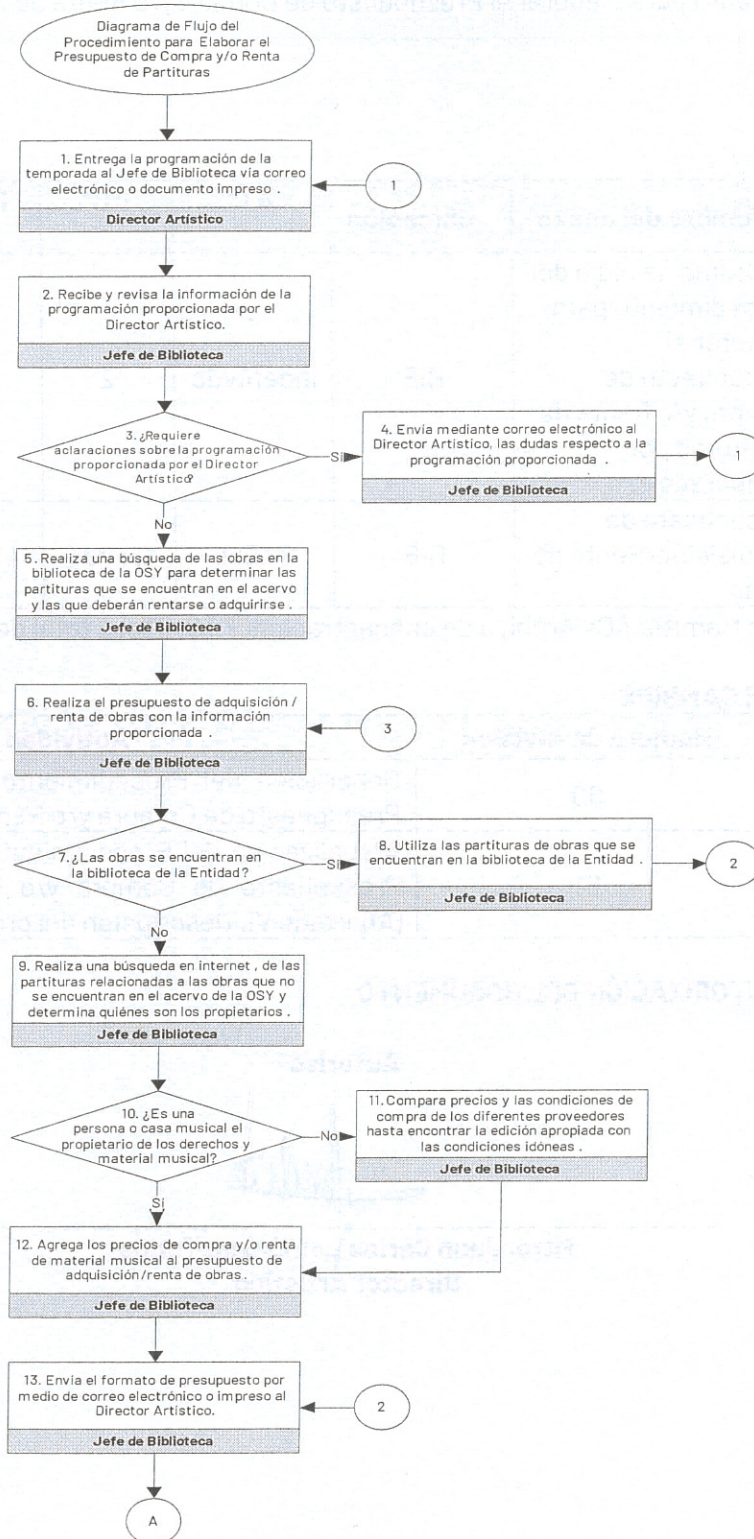 Diagrama de Flujo del
Procedimiento para Elaborar el
Presupuesto de Compra y/o Renta
de Partituras
1. Entrega la programación de la
temporada al Jefe de Biblioteca vía correo
electrónico o documento impreso .
Director Artístico
1
2. Recibe y revisa la información de la
programación proporcionada por el
Director Artístico.
Jefe de Biblioteca
3. ¿Requiere
aclaraciones sobre la programación
proporcionada por el Director
Artístico?
Sí
4. Envía mediante correo electrónico al
Director Artístico, las dudas respecto a la
programación proporcionada .
Jefe de Biblioteca
1
No
5. Realiza una búsqueda de las obras en la
biblioteca de la OSY para determinar las
partituras que se encuentran en el acervo
y las que deberán rentarse o adquirirse .
Jefe de Biblioteca
6. Realiza el presupuesto de adquisición /
renta de obras con la información
proporcionada .
Jefe de Biblioteca
3
7. ¿Las obras se encuentran en
la biblioteca de la Entidad?
Sí
8. Utiliza las partituras de obras que se
encuentran en la biblioteca de la Entidad .
Jefe de Biblioteca
2
No
9. Realiza una búsqueda en internet , de las
partituras relacionadas a las obras que no
se encuentran en el acervo de la OSY y
determina quiénes son los propietarios .
Jefe de Biblioteca
10. ¿Es una
persona o casa musical el
propietario de los derechos y
material musical?
No
11. Compara precios y las condiciones de
compra de los diferentes proveedores
hasta encontrar la edición apropiada con
las condiciones idóneas .
Jefe de Biblioteca
Sí
12. Agrega los precios de compra y/o renta
de material musical al presupuesto de
adquisición/renta de obras.
Jefe de Biblioteca
13. Envía el formato de presupuesto por
medio de correo electrónico o impreso al
Director Artístico.
Jefe de Biblioteca
2
A